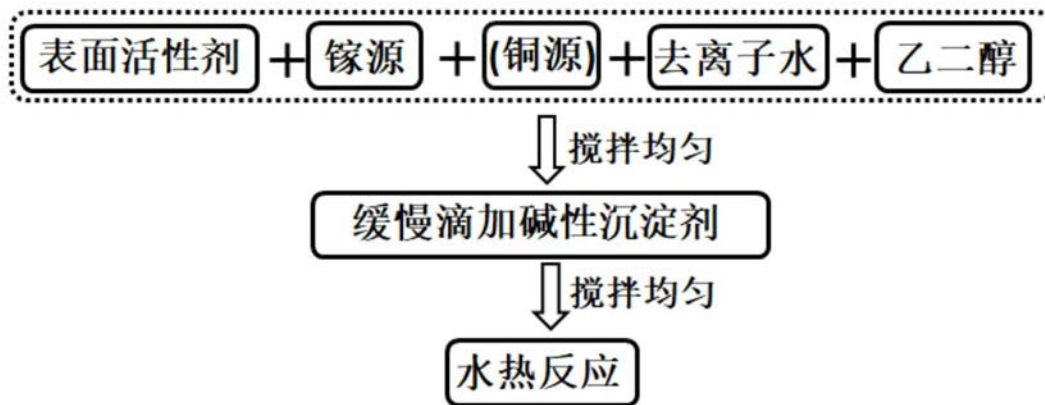 表面活性剂 + 镓源 + (铜源) + 去离子水 + 乙二醇
搅拌均匀
缓慢滴加碱性沉淀剂
搅拌均匀
水热反应